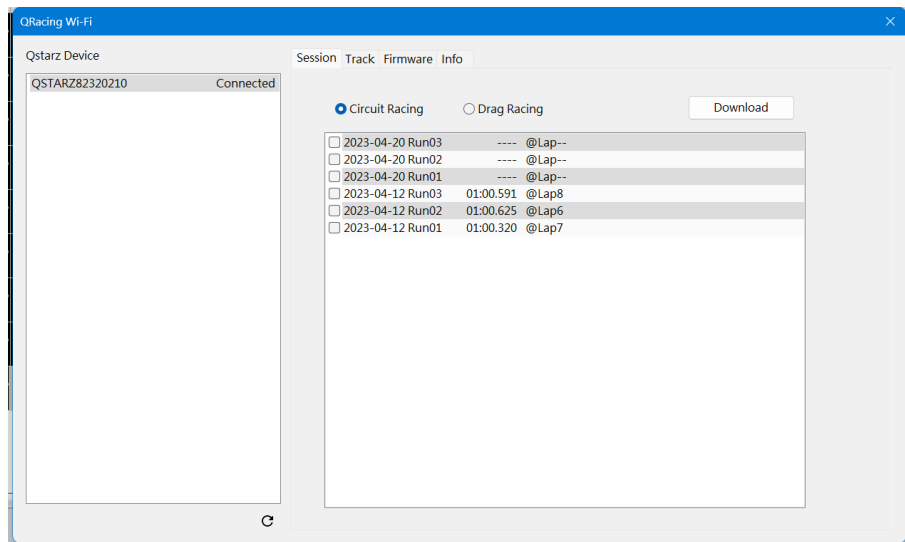 QRacing Wi-Fi
Qstarz Device
QSTARZ82320210 Connected
Session Track Firmware Info
Circuit Racing Drag Racing Download
2023-04-20 Run03 ---- @Lap--
2023-04-20 Run02 ---- @Lap--
2023-04-20 Run01 ---- @Lap--
2023-04-12 Run03 01:00.591 @Lap8
2023-04-12 Run02 01:00.625 @Lap6
2023-04-12 Run01 01:00.320 @Lap7